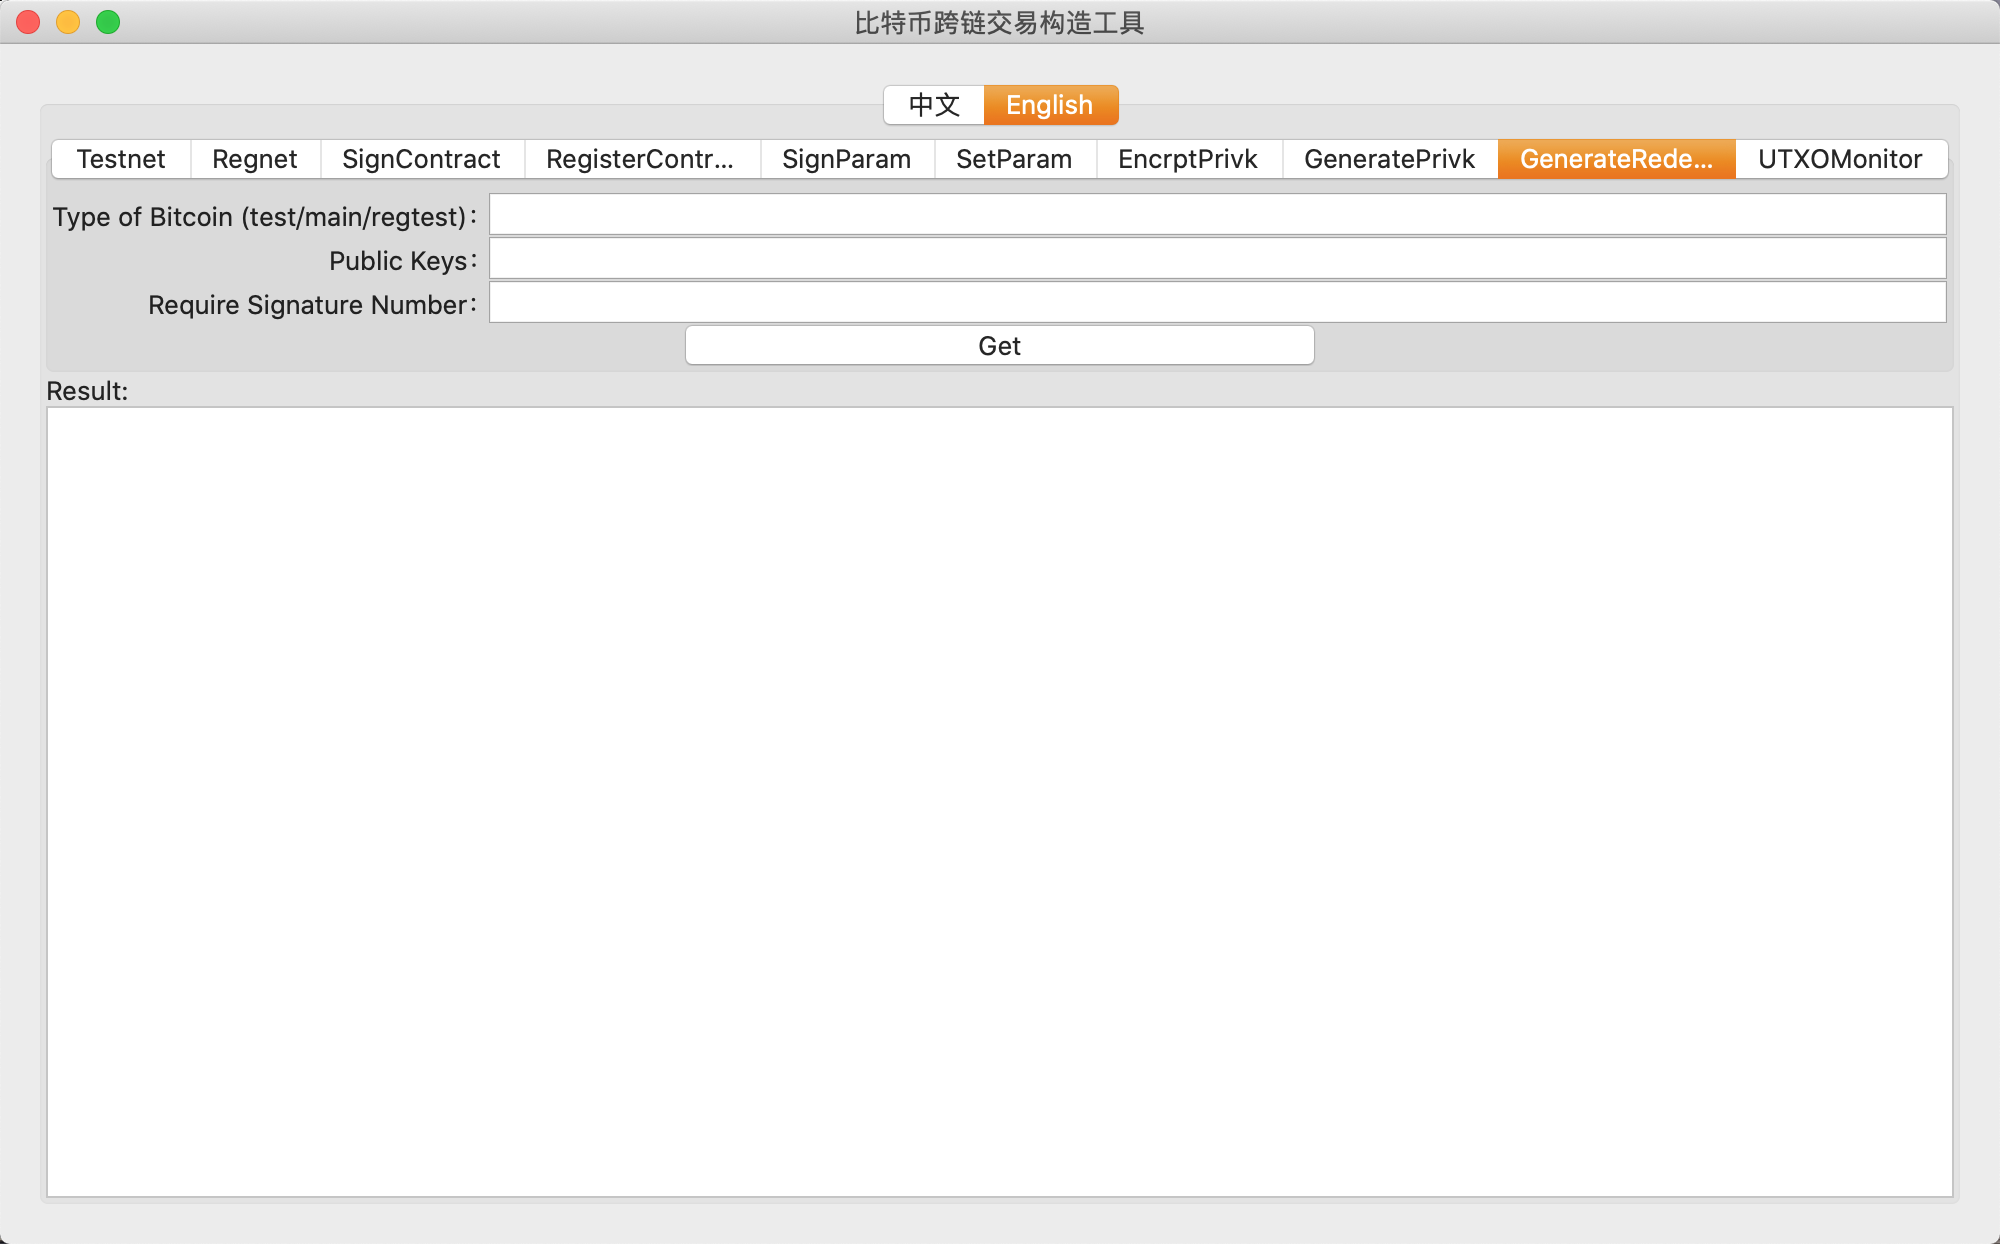 比特币跨链交易构造工具
中文 English
Testnet Regnet SignContract RegisterContr... SignParam SetParam EncrptPrivk GeneratePrivk GenerateRede... UTXOMonitor
Type of Bitcoin (test/main/regtest):
Public Keys:
Require Signature Number:
Get
Result: